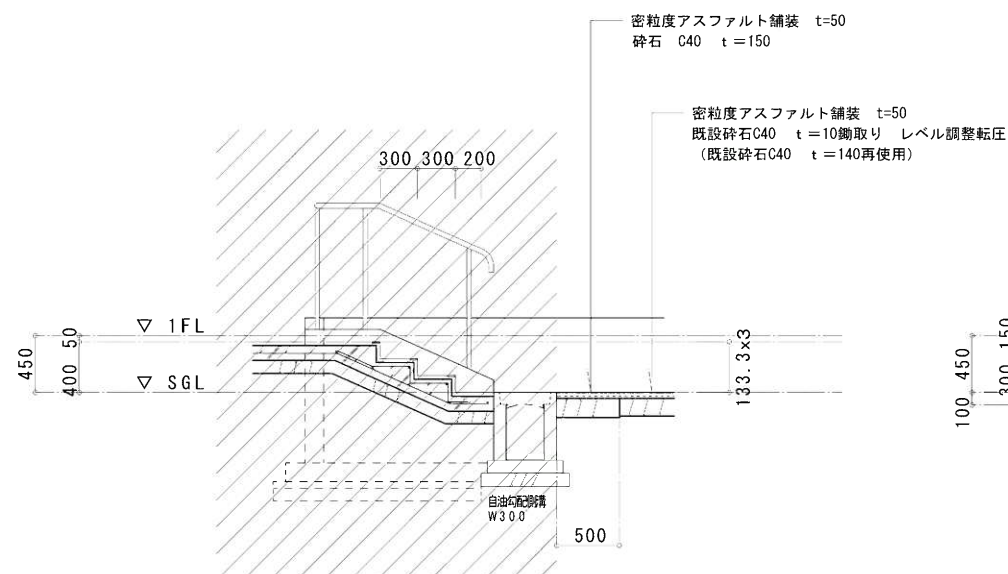 密粒度アスファルト舗装 t=50
砕石 C40 t=150
密粒度アスファルト舗装 t=50
既設砕石C40 t=10鋤取り レベル調整転圧
(既設砕石C40 t=140再使用)
300 300 200
▽ 1FL
▽ SGL
450
50
400
133.3x3
450
100
150
300
自由勾配側溝
W300
500